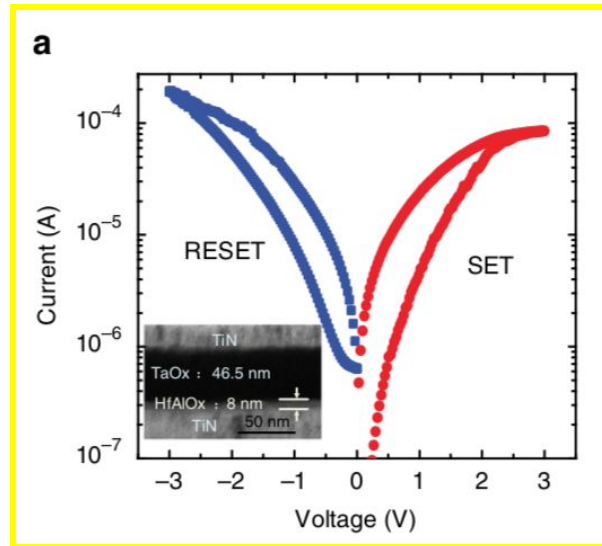 a
Current (A)
10⁻⁴
10⁻⁵
10⁻⁶
10⁻⁷
RESET
SET
TiN
TaOx : 46.5 nm
HfAlOx : 8 nm
TiN
50 nm
−3 −2 −1 0 1 2 3
Voltage (V)